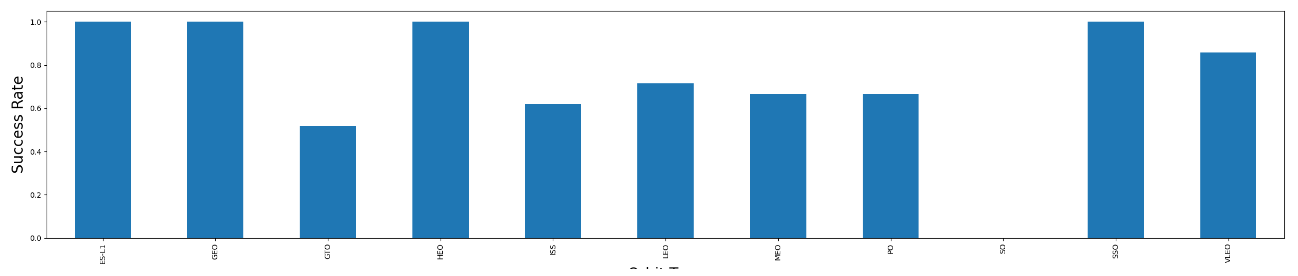 Success Rate
1.0
0.8
0.6
0.4
0.2
0.0
ES-L1
GEO
GTO
HEO
ISS
LEO
MEO
PO
SO
SSO
VLEO